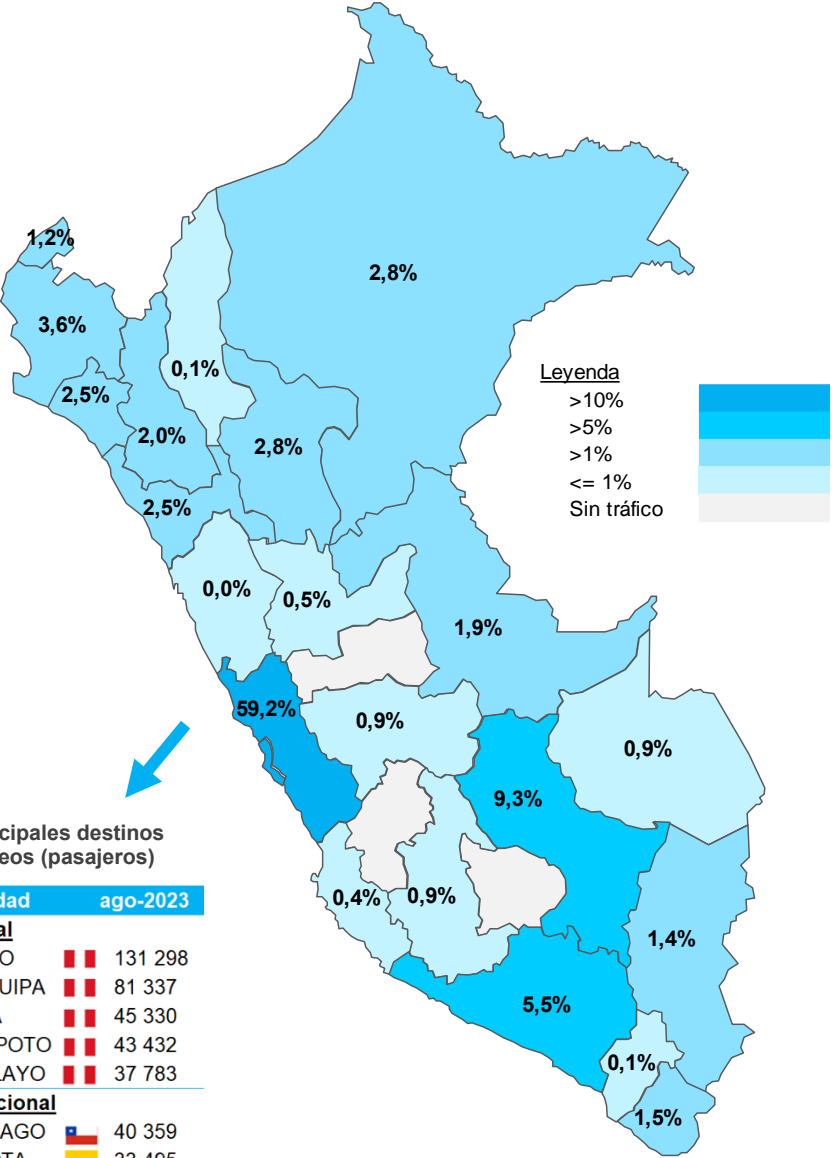 1,2%
2,8%
3,6%
0,1%
2,5%
2,0%
2,8%
2,5%
Leyenda
>10%
>5%
>1%
<= 1%
Sin tráfico
0,0%
0,5%
1,9%
59,2%
0,9%
0,9%
9,3%
0,4%
0,9%
1,4%
5,5%
0,1%
1,5%
cipales destinos
eos (pasajeros)
dad ago-2023
al
O 131 298
UIPA 81 337
A 45 330
POTO 43 432
LAYO 37 783
cional
AGO 40 359